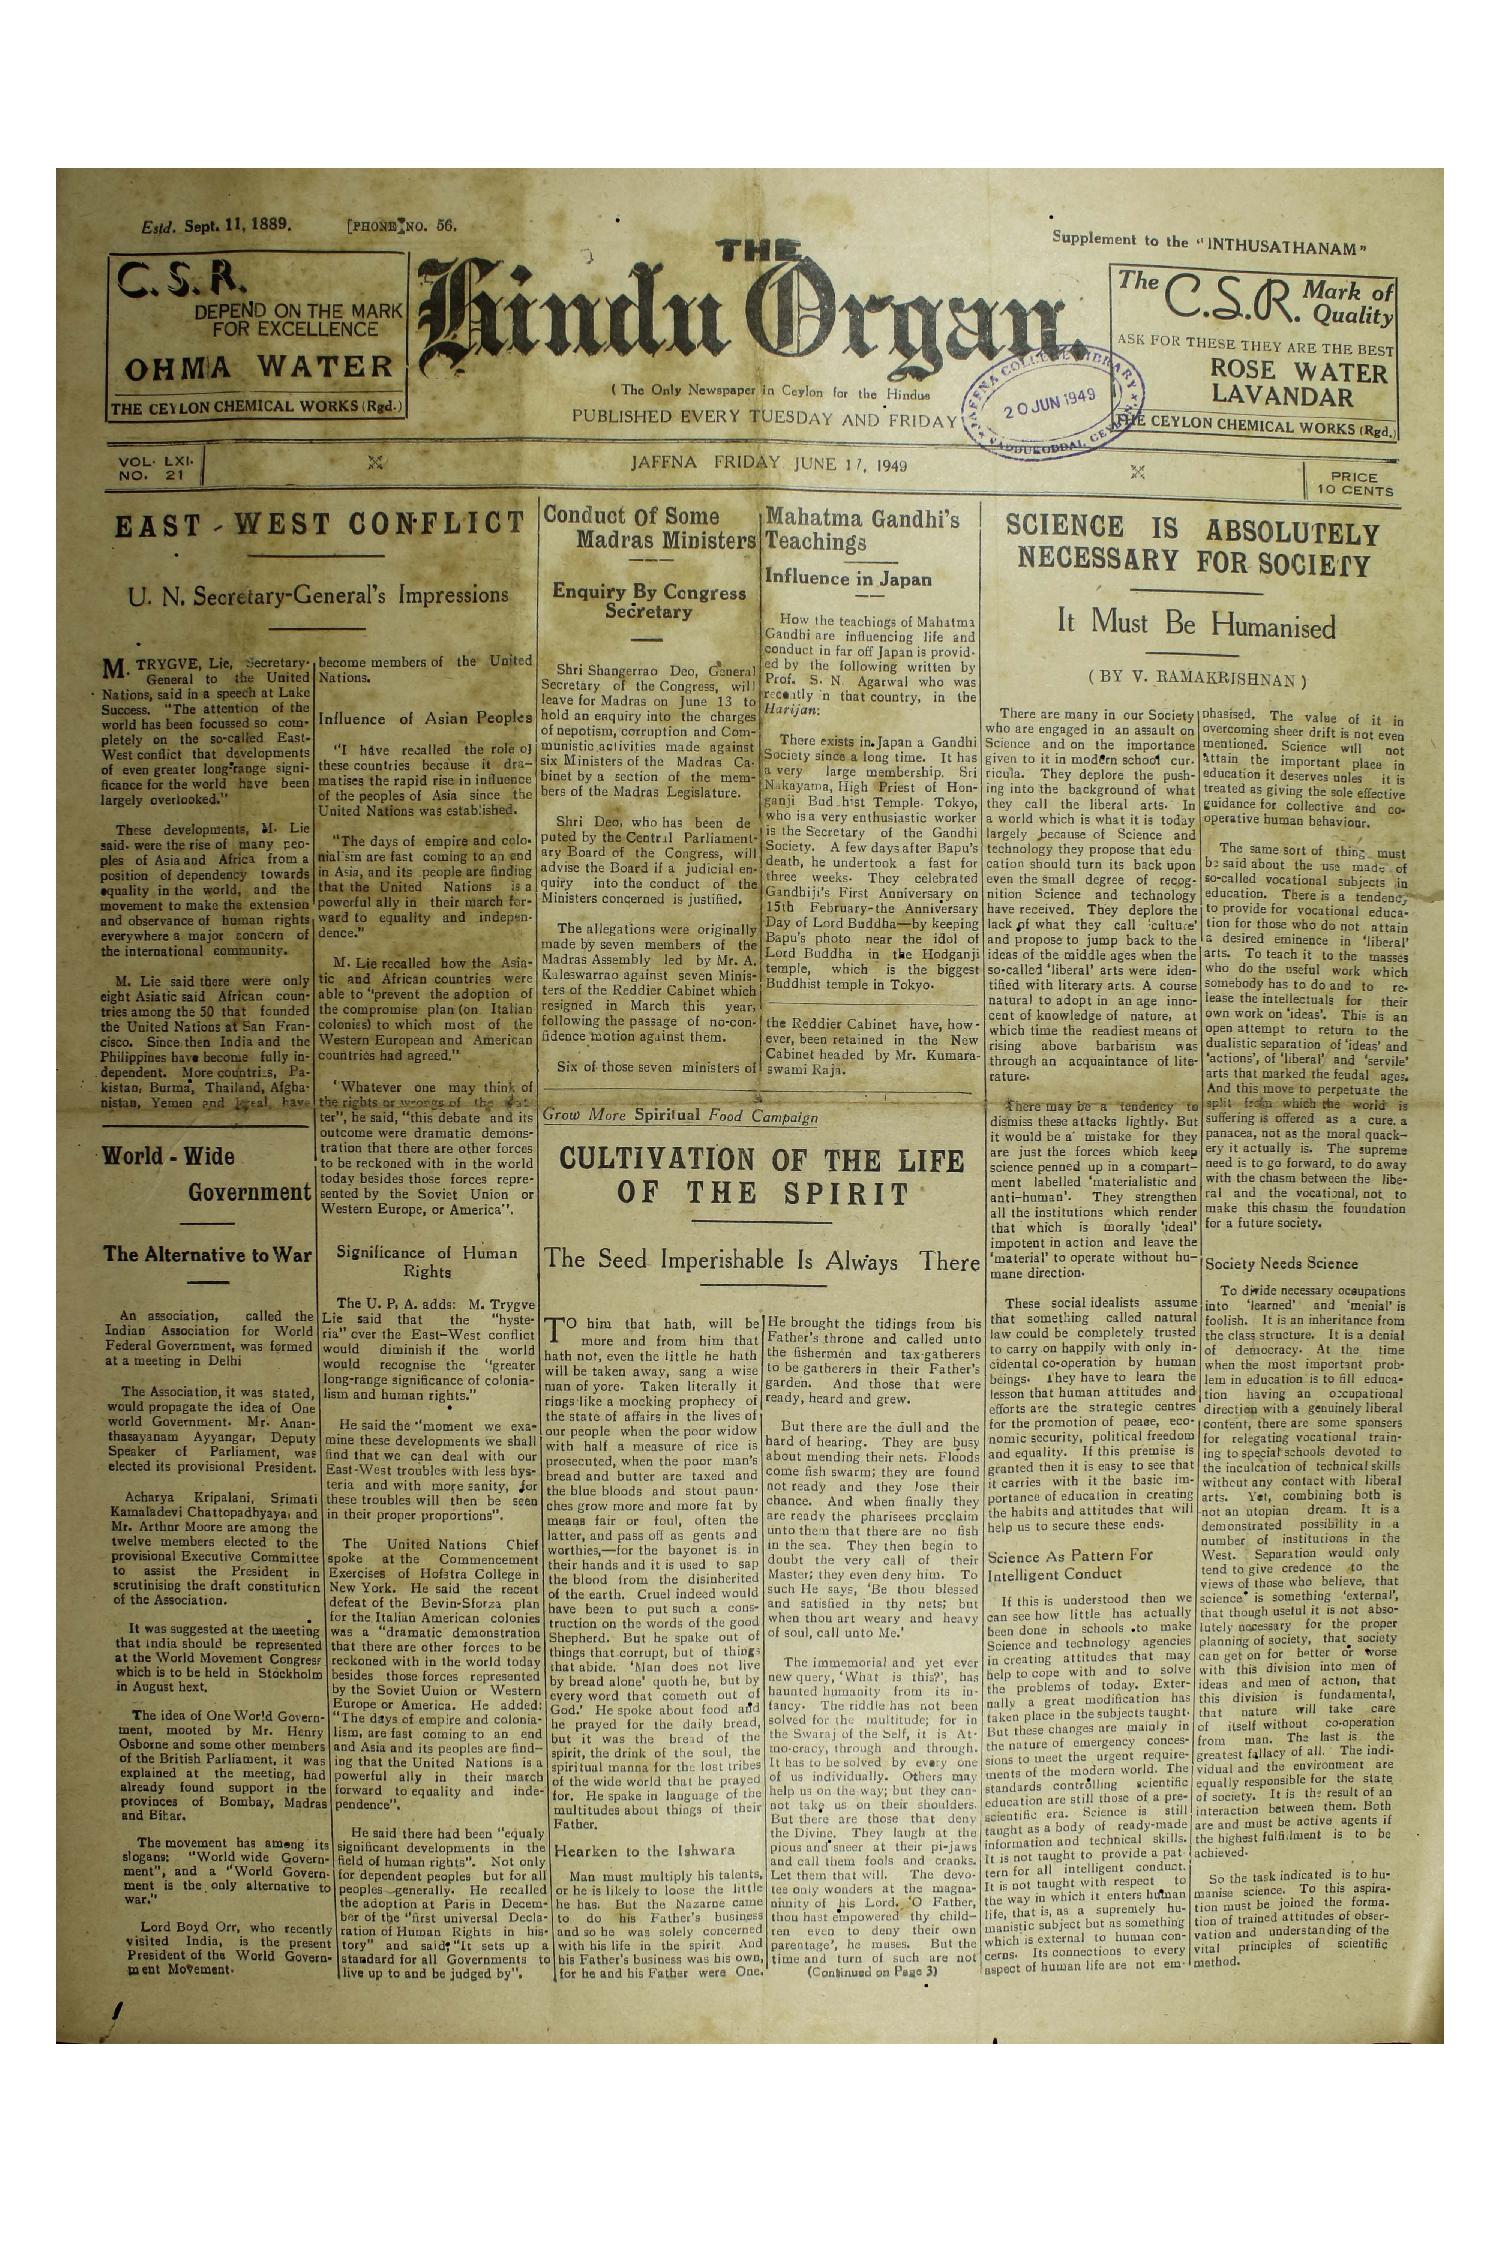 Estd. Sept. 11, 1889.
[PHONE NO. 56.
Supplement to the "INTHUSATHANAM"
C. S. R.
DEPEND ON THE MARK
FOR EXCELLENCE
OHMA WATER
THE CEYLON CHEMICAL WORKS (Rgd.)
THE
Hindu Organ.
( The Only Newspaper in Ceylon for the Hindus
PUBLISHED EVERY TUESDAY AND FRIDAY
JAFFNA COLLEGE LIBRARY
20 JUN 1949
VADDUKODDAI, CEYLON.
The C.S.R. Mark of
Quality
ASK FOR THESE THEY ARE THE BEST
ROSE WATER
LAVANDAR
THE CEYLON CHEMICAL WORKS (Rgd.)
VOL. LXI.
NO. 21
JAFFNA FRIDAY JUNE 17, 1949
PRICE
10 CENTS
EAST - WEST CONFLICT
U. N. Secretary-General's Impressions
M. TRYGVE, Lie, Secretary-
General to the United
Nations, said in a speech at Lake
Success. "The attention of the
world has been focussed so com-
pletely on the so-called East-
West conflict that developments
of even greater long-range signi-
ficance for the world have been
largely overlooked."
These developments, M. Lie
said. were the rise of many peo-
ples of Asia and Africa from a
position of dependency towards
equality in the world, and the
movement to make the extension
and observance of human rights
everywhere a major concern of
the international community.
M. Lie said there were only
eight Asiatic said African coun-
tries among the 50 that founded
the United Nations at San Fran-
cisco. Since then India and the
Philippines have become fully in-
dependent. More countries, Pa-
kistan, Burma, Thailand, Afgha-
nistan, Yemen and Israel, have
become members of the United
Nations.
Influence of Asian Peoples
"I have recalled the role of
these countries because it dra-
matises the rapid rise in influence
of the peoples of Asia since the
United Nations was established.
"The days of empire and colo-
nialism are fast coming to an end
in Asia, and its people are finding
that the United Nations is a
powerful ally in their march for-
ward to equality and indepen-
dence."
M. Lie recalled how the Asia-
tic and African countries were
able to "prevent the adoption of
the compromise plan (on Italian
colonies) to which most of the
Western European and American
countries had agreed."
'Whatever one may think of
the rights or wrongs of the mat
ter", he said, "this debate and its
outcome were dramatic demons-
tration that there are other forces
to be reckoned with in the world
today besides those forces repre-
sented by the Soviet Union or
Western Europe, or America".
Significance of Human
Rights
The U. P. A. adds: M. Trygve
Lie said that the "hyste-
ria" over the East-West conflict
would diminish if the world
would recognise the "greater
long-range significance of colonia-
lism and human rights."
He said the "moment we exa-
mine these developments we shall
find that we can deal with our
East-West troubles with less hys-
teria and with more sanity, for
these troubles will then be seen
in their proper proportions".
The United Nations Chief
spoke at the Commencement
Exercises of Hofstra College in
New York. He said the recent
defeat of the Bevin-Sforza plan
for the Italian American colonies
was a "dramatic demonstration
that there are other forces to be
reckoned with in the world today
besides those forces represented
by the Soviet Uuion or Western
Europe or America. He added:
"The days of empire and colonia-
lism, are fast coming to an end
and Asia and its peoples are find-
ing that the United Nations is a
powerful ally in their march
forward to equality and inde-
pendence".
He said there had been "equaly
significant developments in the
field of human rights". Not only
for dependent peoples but for all
peoples generally. He recalled
the adoption at Paris in Decem-
ber of the "first universal Decla-
ration of Human Rights in his-
tory" and said "It sets up a
standard for all Governments to
live up to and be judged by".
World - Wide
Government
The Alternative to War
An association, called the
Indian Association for World
Federal Government, was formed
at a meeting in Delhi
The Association, it was stated,
would propagate the idea of One
world Government. Mr. Anan-
thasayanam Ayyangar, Deputy
Speaker of Parliament, was
elected its provisional President.
Acharya Kripalani, Srimati
Kamaladevi Chattopadhyaya, and
Mr. Arthur Moore are among the
twelve members elected to the
provisional Executive Committee
to assist the President in
scrutinising the draft constitution
of the Association.
It was suggested at the meeting
that India should be represented
at the World Movement Congress
which is to be held in Stockholm
in August hext.
The idea of One World Govern-
ment, mooted by Mr. Henry
Osborne and some other members
of the British Parliament, it was
explained at the meeting, had
already found support in the
provinces of Bombay, Madras
and Bihar.
The movement has among its
slogans: "World wide Govern-
ment", and a "World Govern-
ment is the only alternative to
war."
Lord Boyd Orr, who recently
visited India, is the present
President of the World Govern-
ment Movement.
Conduct of Some
Madras Ministers
Enquiry By Congress
Secretary
Shri Shangerrao Deo, General
Secretary of the Congress, will
leave for Madras on June 13 to
hold an enquiry into the charges
of nepotism, corruption and Com-
munistic activities made against
six Ministers of the Madras Ca-
binet by a section of the mem-
bers of the Madras Legislature.
Shri Deo, who has been de
puted by the Central Parliament-
ary Board of the Congress, will
advise the Board if a judicial en-
quiry into the conduct of the
Ministers concerned is justified.
The allegations were originally
made by seven members of the
Madras Assembly led by Mr. A.
Kaleswarrao against seven Minis-
ters of the Reddier Cabinet which
resigned in March this year,
following the passage of no-con-
fidence motion against them.
Six of those seven ministers of
the Reddier Cabinet have, how-
ever, been retained in the New
Cabinet headed by Mr. Kumara-
swami Raja.
Mahatma Gandhi's
Teachings
Influence in Japan
How the teachings of Mahatma
Gandhi are influencing life and
conduct in far off Japan is provid-
ed by the following written by
Prof. S. N. Agarwal who was
recently in that country, in the
Harijan:
There exists in Japan a Gandhi
Society since a long time. It has
a very large membership. Sri
Nakayama, High Priest of Hon-
ganji Buddhist Temple. Tokyo,
who is a very enthusiastic worker
is the Secretary of the Gandhi
Society. A few days after Bapu's
death, he undertook a fast for
three weeks. They celebrated
Gandhiji's First Anniversary on
15th February-the Anniversary
Day of Lord Buddha—by keeping
Bapu's photo near the idol of
Lord Buddha in the Hodganji
temple, which is the biggest
Buddhist temple in Tokyo.
Grow More Spiritual Food Campaign
CULTIVATION OF THE LIFE
OF THE SPIRIT
The Seed Imperishable Is Always There
TO him that hath, will be
more and from him that
hath not, even the little he hath
will be taken away, sang a wise
man of yore. Taken literally it
rings like a mocking prophecy of
the state of affairs in the lives of
our people when the poor widow
with half a measure of rice is
prosecuted, when the poor man's
bread and butter are taxed and
the blue bloods and stout paun-
ches grow more and more fat by
means fair or foul, often the
latter, and pass off as gents and
worthies,—for the bayonet is in
their hands and it is used to sap
the blood from the disinherited
of the earth. Cruel indeed would
have been to put such a cons-
truction on the words of the good
Shepherd. But he spake out of
things that corrupt, but of things
that abide. 'Man does not live
by bread alone' quoth he, but by
every word that cometh out of
God.' He spoke about food and
he prayed for the daily bread,
but it was the bread of the
spirit, the drink of the soul, the
spiritual manna for the lost tribes
of the wide world that he prayed
for. He spake in language of the
multitudes about things of their
Father.
Hearken to the Ishwara
Man must multiply his talents,
or he is likely to loose the little
he has. But the Nazarne came
to do his Father's business
and so he was solely concerned
with his life in the spirit. And
his Father's business was his own,
for he and his Father were One.
He brought the tidings from his
Father's throne and called unto
the fishermen and tax-gatherers
to be gatherers in their Father's
garden. And those that were
ready, heard and grew.
But there are the dull and the
hard of hearing. They are busy
about mending their nets. Floods
come fish swarm; they are found
not ready and they lose their
chance. And when finally they
are ready the pharisees proclaim
unto them that there are no fish
in the sea. They then begin to
doubt the very call of their
Master; they even deny him. To
such He says, 'Be thou blessed
and satisfied in thy nets; but
when thou art weary and heavy
of soul, call unto Me.'
The immemorial and yet ever
new query, 'What is this?', has
haunted humanity from its in-
fancy. The riddle has not been
solved for the multitude; for in
the Swaraj of the Self, it is At-
mo-cracy, through and through.
It has to be solved by every one
of us individually. Others may
help us on the way; but they can-
not take us on their shoulders.
But there are those that deny
the Divine. They laugh at the
pious and sneer at their pi-jaws
and call them fools and cranks.
Let them that will. The devo-
tee only wonders at the magna-
nimity of his Lord. 'O Father,
thou hast empowered thy child-
ten even to deny their own
parentage', he muses. But the
time and turn of such are not
(Continued on Page 3)
SCIENCE IS ABSOLUTELY
NECESSARY FOR SOCIETY
It Must Be Humanised
( BY V. RAMAKRISHNAN )
There are many in our Society
who are engaged in an assault on
Science and on the importance
given to it in modern school cur-
ricula. They deplore the push-
ing into the background of what
they call the liberal arts. In
a world which is what it is today
largely because of Science and
technology they propose that edu
cation should turn its back upon
even the small degree of recog-
nition Science and technology
have received. They deplore the
lack of what they call 'culture'
and propose to jump back to the
ideas of the middle ages when the
so-called 'liberal' arts were iden-
tified with literary arts. A course
natural to adopt in an age inno-
cent of knowledge of nature, at
which time the readiest means of
rising above barbarism was
through an acquaintance of lite-
rature.
There may be a tendency to
dismiss these attacks lightly. But
it would be a mistake for they
are just the forces which keep
science penned up in a compart-
ment labelled 'materialistic and
anti-human'. They strengthen
all the institutions which render
that which is morally 'ideal'
impotent in action and leave the
'material' to operate without hu-
mane direction.
These social idealists assume
that something called natural
law could be completely trusted
to carry on happily with only in-
cidental co-operation by human
beings. They have to learn the
lesson that human attitudes and
efforts are the strategic centres
for the promotion of peace, eco-
nomic security, political freedom
and equality. If this premise is
granted then it is easy to see that
it carries with it the basic im-
portance of education in creating
the habits and attitudes that will
help us to secure these ends.
Science As Pattern For
Intelligent Conduct
If this is understood then we
can see how little has actually
been done in schools to make
Science and technology agencies
in creating attitudes that may
help to cope with and to solve
the problems of today. Exter-
nally a great modification has
taken place in the subjects taught.
But these changes are mainly in
the nature of emergency conces-
sions to meet the urgent require-
ments of the modern world. The
standards controlling scientific
education are still those of a pre-
scientific era. Science is still
taught as a body of ready-made
information and technical skills.
It is not taught to provide a pat
tern for all intelligent conduct.
It is not taught with respect to
the way in which it enters human
life, that is, as a supremely hu-
manistic subject but as something
which is external to human con-
cerns. Its connections to every
aspect of human life are not em-
phasised. The value of it in
overcoming sheer drift is not even
mentioned. Science will not
attain the important place in
education it deserves unles it is
treated as giving the sole effective
guidance for collective and co-
operative human behaviour.
The same sort of thing must
be said about the use made of
so-called vocational subjects in
education. There is a tendency
to provide for vocational educa-
tion for those who do not attain
a desired eminence in 'liberal'
arts. To teach it to the masses
who do the useful work which
somebody has to do and to re-
lease the intellectuals for their
own work on 'ideas'. This is an
open attempt to return to the
dualistic separation of 'ideas' and
'actions', of 'liberal' and 'servile'
arts that marked the feudal ages.
And this move to perpetuate the
split from which the world is
suffering is offered as a cure. a
panacea, not as the moral quack-
ery it actually is. The supreme
need is to go forward, to do away
with the chasm between the libe-
ral and the vocational, not to
make this chasm the foundation
for a future society.
Society Needs Science
To divide necessary occupations
into 'learned' and 'menial' is
foolish. It is an inheritance from
the class structure. It is a denial
of democracy. At the time
when the most important prob-
lem in education is to fill educa-
tion having an occupational
direction with a genuinely liberal
content, there are some sponsers
for relegating vocational train-
ing to special schools devoted to
the inculcation of technical skills
without any contact with liberal
arts. Yet, combining both is
not an utopian dream. It is a
demonstrated possibility in a
number of institutions in the
West. Separation would only
tend to give credence to the
views of those who believe, that
science is something 'external',
that though useful it is not abso-
lutely necessary for the proper
planning of society, that society
can get on for better or worse
with this division into men of
ideas and men of action, that
this division is fundamental,
that nature will take care
of itself without co-operation
from man. The last is the
greatest fallacy of all. The indi-
vidual and the environment are
equally responsible for the state
of society. It is the result of an
interaction between them. Both
are and must be active agents if
the highest fulfilment is to be
achieved.
So the task indicated is to hu-
manise science. To this aspira-
tion must be joined the forma-
tion of trained attitudes of obser-
vation and understanding of the
vital principles of scientific
method.